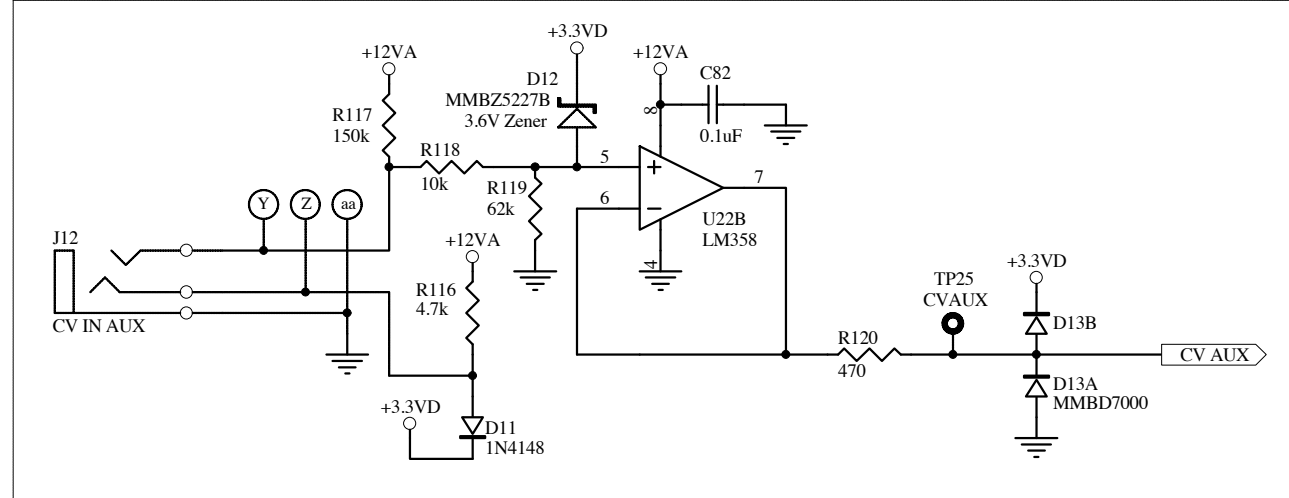 +3.3VD
+12VA
+12VA
D12
C82
MMBZ5227B
3.6V Zener
8
0.1uF
R117
150k
R118
10k
5
+
7
R119
62k
6
−
U22B
LM358
4
Y
Z
aa
J12
CV IN AUX
+12VA
R116
4.7k
+3.3VD
D11
1N4148
TP25
CVAUX
+3.3VD
D13B
R120
470
CV AUX
D13A
MMBD7000